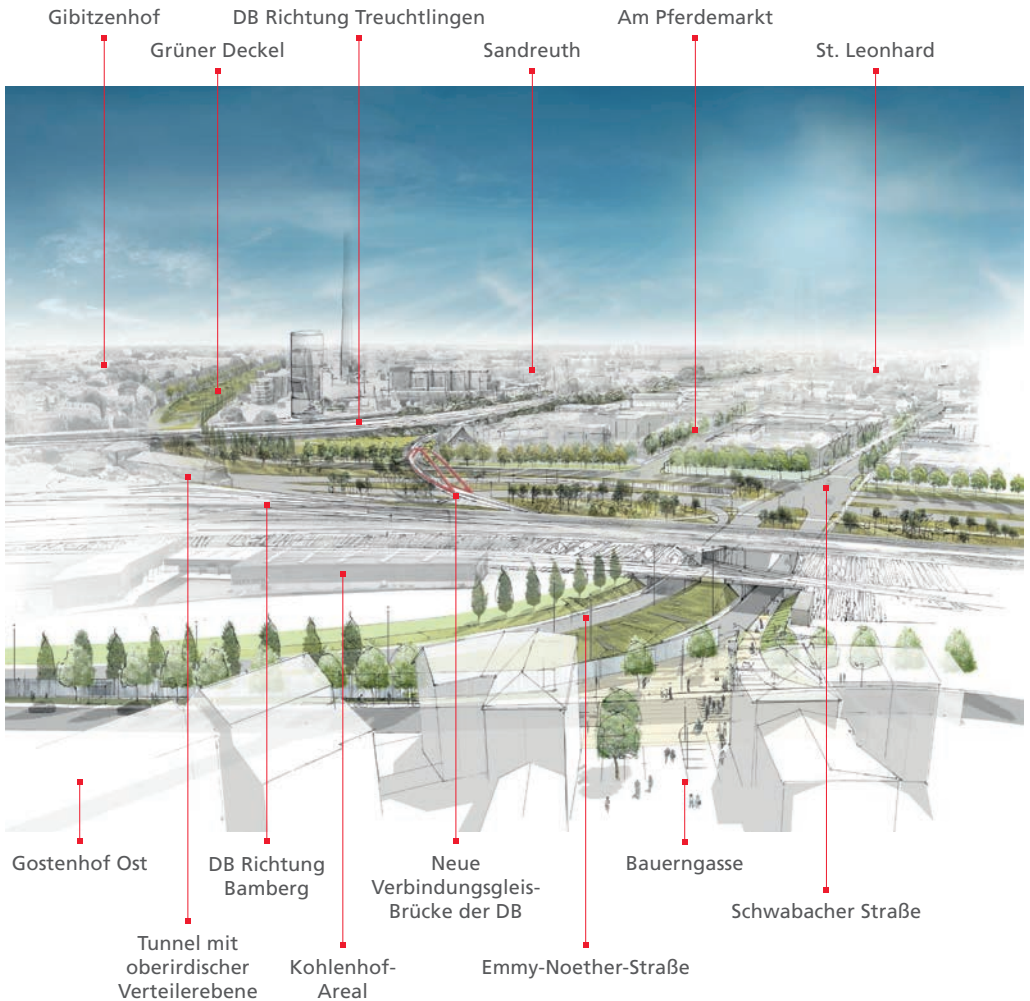 Gibitzenhof
DB Richtung Treuchtlingen
Am Pferdemarkt
Grüner Deckel
Sandreuth
St. Leonhard
Gostenhof Ost
DB Richtung
Bamberg
Neue
Verbindungsgleis-
Brücke der DB
Bauerngasse
Schwabacher Straße
Tunnel mit
oberirdischer
Verteilerebene
Kohlenhof-
Areal
Emmy-Noether-Straße